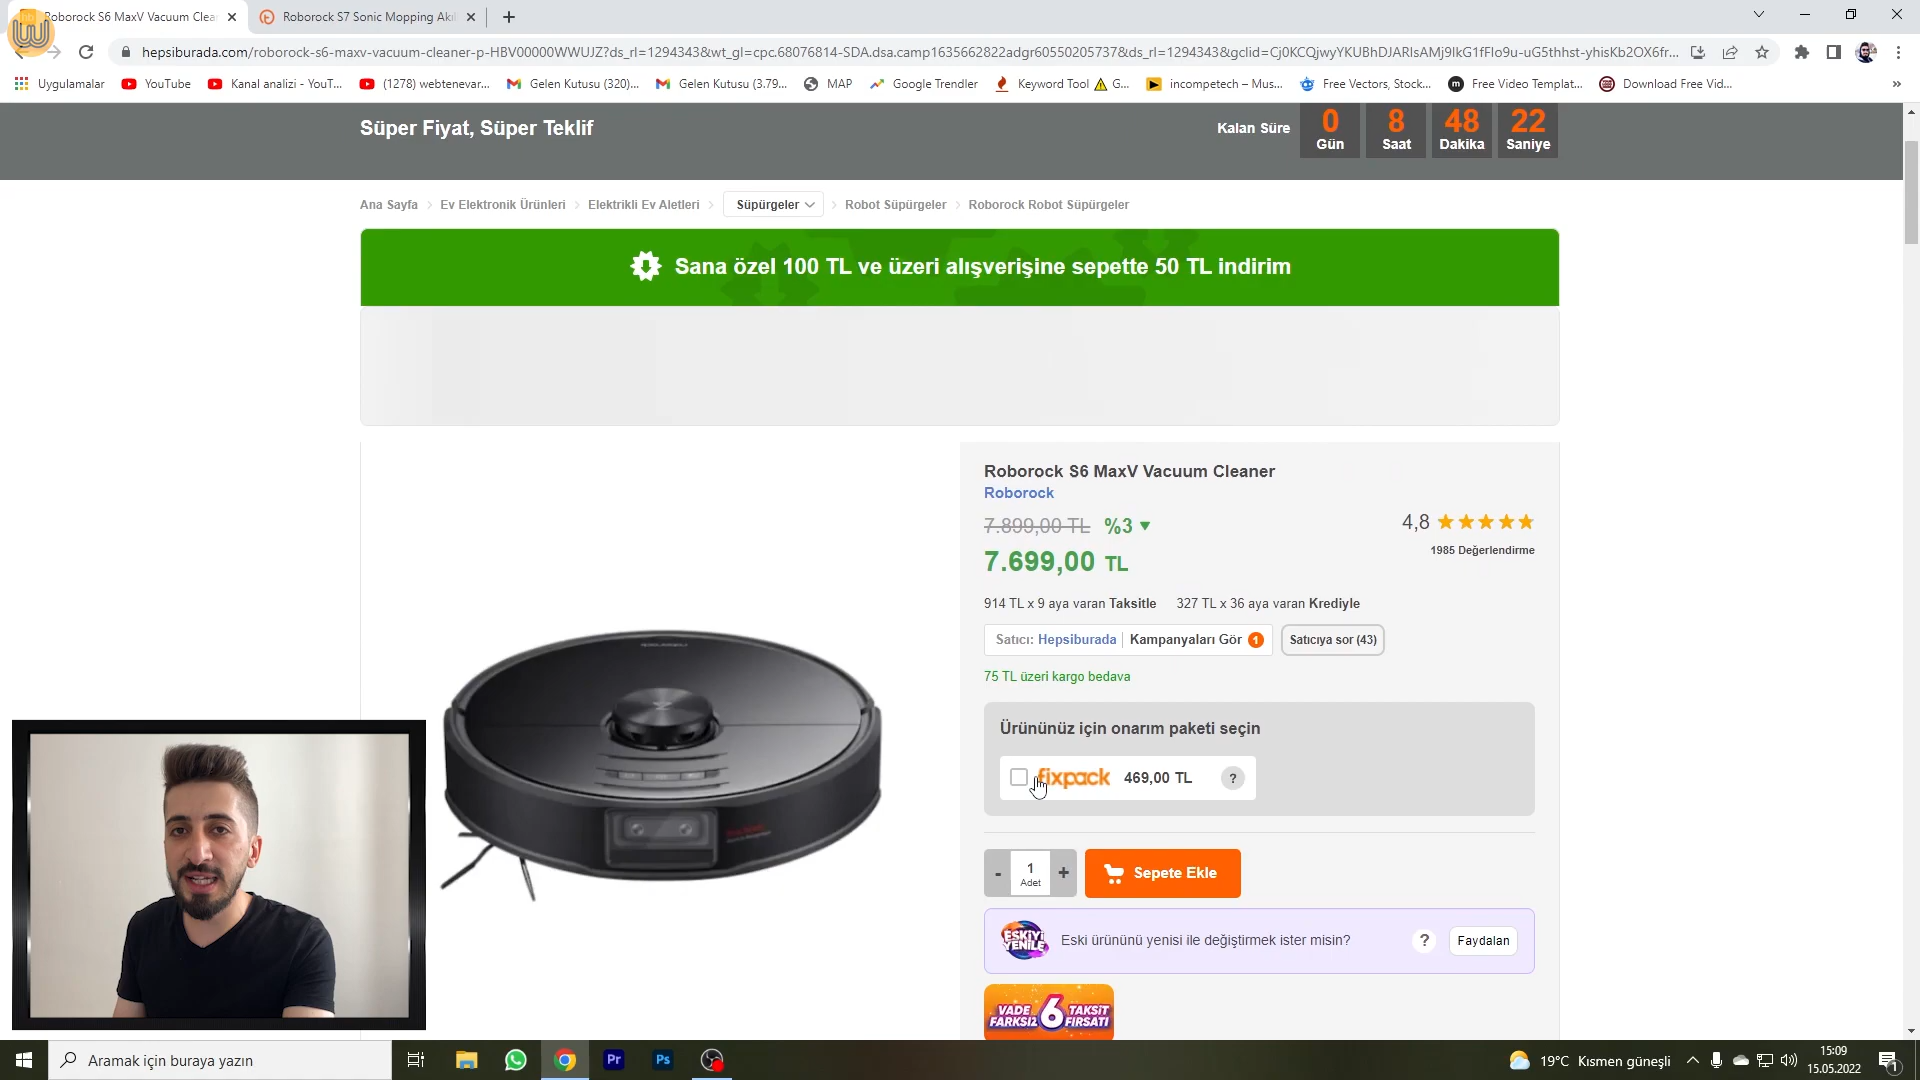 Roborock S6 MaxV Vacuum Clean
Roborock S7 Sonic Mopping Akıl
hepsiburada.com/roborock-s6-maxv-vacuum-cleaner-p-HBV00000WWUJZ?ds_rl=1294343&wt_gl=cpc.68076814-SDA.dsa.camp1635662822adgr60550205737&ds_rl=1294343&gclid=Cj0KCQjwyYKUBhDJARIsAMj9lkG1fFIo9u-uG5thhst-yhisKb2OX6fr...
Uygulamalar
YouTube
Kanal analizi - YouT...
(1278) webtenevar...
Gelen Kutusu (320)...
Gelen Kutusu (3.79...
MAP
Google Trendler
Keyword Tool
G...
incompetech – Mus...
Free Vectors, Stock...
Free Video Templat...
Download Free Vid...
Süper Fiyat, Süper Teklif
Kalan Süre
0 8 48 22
Gün Saat Dakika Saniye
Ana Sayfa
Ev Elektronik Ürünleri
Elektrikli Ev Aletleri
Süpürgeler
Robot Süpürgeler
Roborock Robot Süpürgeler
Sana özel 100 TL ve üzeri alışverişine sepette 50 TL indirim
Roborock S6 MaxV Vacuum Cleaner
Roborock
7.899,00 TL %3
4,8
1985 Değerlendirme
7.699,00 TL
914 TL x 9 aya varan Taksitle
327 TL x 36 aya varan Krediyle
Satıcı: Hepsiburada
Kampanyaları Gör 1
Satıcıya sor (43)
75 TL üzeri kargo bedava
Ürününüz için onarım paketi seçin
fixpack 469,00 TL ?
- 1 +
Adet
Sepete Ekle
ESKİYİ
YENİLE
Eski ürününü yenisi ile değiştirmek ister misin?
?
Faydalan
VADE FARKSIZ 6 TAKSİT FIRSATI
Aramak için buraya yazın
Pr
Ps
19°C Kısmen güneşli
15:09
15.05.2022
1